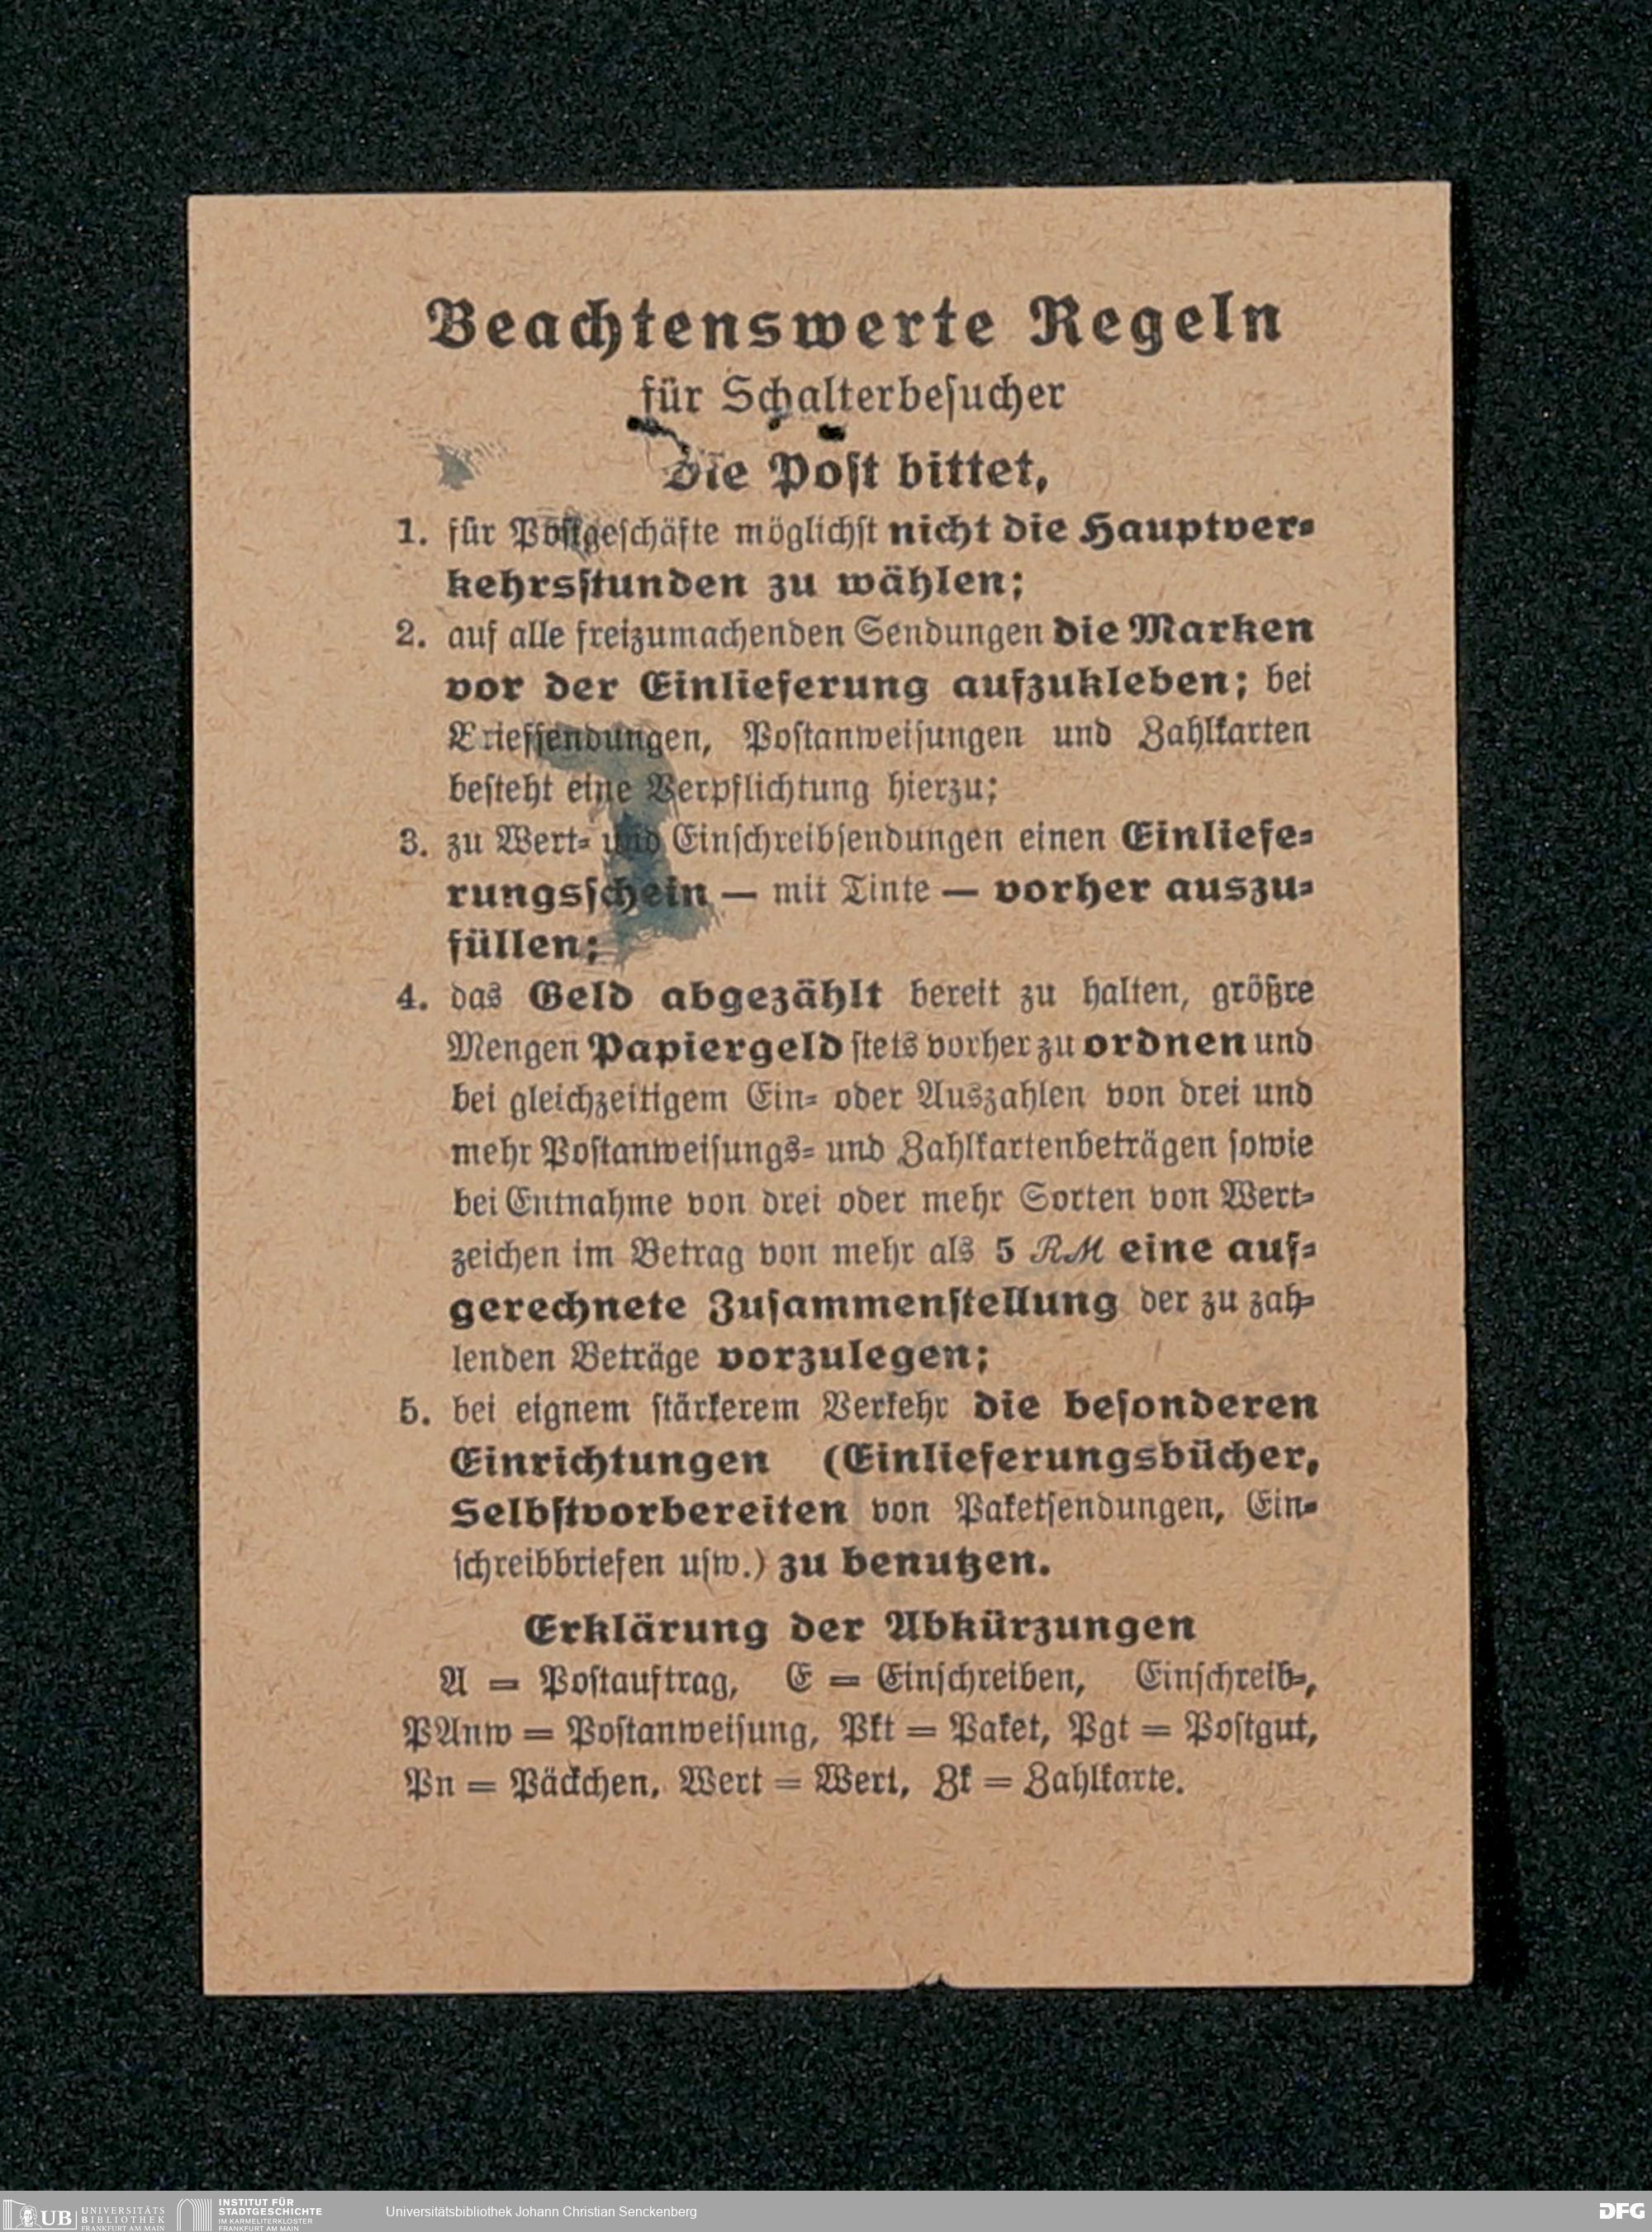 Beachtenswerte Regeln
für Schalterbesucher
Die Post bittet,
1. für Postgeschäfte möglichst nicht die Hauptver-
kehrsstunden zu wählen;
2. auf alle freizumachenden Sendungen die Marken
vor der Einlieferung aufzukleben; bei
Briefsendungen, Postanweisungen und Zahlkarten
besteht eine Verpflichtung hierzu;
3. zu Wert- und Einschreibsendungen einen Einliefe-
rungsschein — mit Tinte — vorher auszu-
füllen;
4. das Geld abgezählt bereit zu halten, größre
Mengen Papiergeld stets vorher zu ordnen und
bei gleichzeitigem Ein- oder Auszahlen von drei und
mehr Postanweisungs- und Zahlkartenbeträgen sowie
bei Entnahme von drei oder mehr Sorten von Wert-
zeichen im Betrag von mehr als 5 RM eine auf-
gerechnete Zusammenstellung der zu zah-
lenden Beträge vorzulegen;
5. bei eignem stärkerem Verkehr die besonderen
Einrichtungen (Einlieferungsbücher,
Selbstvorbereiten von Paketsendungen, Ein-
schreibbriefen usw.) zu benutzen.
Erklärung der Abkürzungen
A = Postauftrag, E = Einschreiben, Einschreib-,
PAnw = Postanweisung, Pkt = Paket, Pgt = Postgut,
Pn = Päckchen, Wert = Wert, Zk = Zahlkarte.
UB UNIVERSITÄTS
BIBLIOTHEK
FRANKFURT AM MAIN
INSTITUT FÜR
STADTGESCHICHTE
IM KARMELITERKLOSTER
FRANKFURT AM MAIN
Universitätsbibliothek Johann Christian Senckenberg
DFG